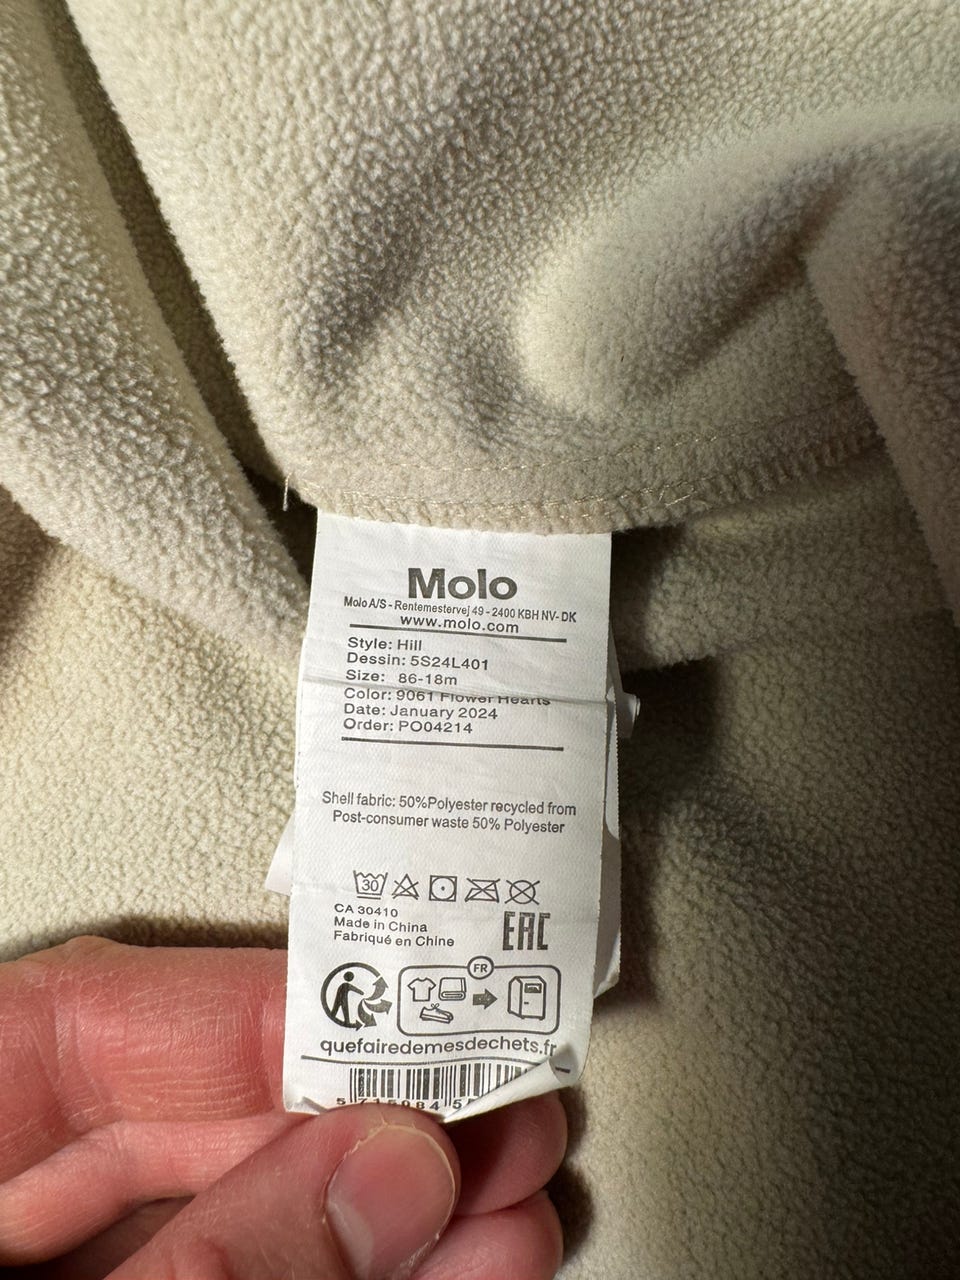 Molo
Molo A/S - Rentemestervej 49 - 2400 KBH NV- DK
www.molo.com
Style: Hill
Dessin: 5S24L401
Size: 86-18m
Color: 9061 Flower Hearts
Date: January 2024
Order: PO04214
Shell fabric: 50%Polyester recycled from
Post-consumer waste 50% Polyester
30
CA 30410
Made in China
Fabriqué en Chine
EAC
FR
quefairedemesdechets.fr